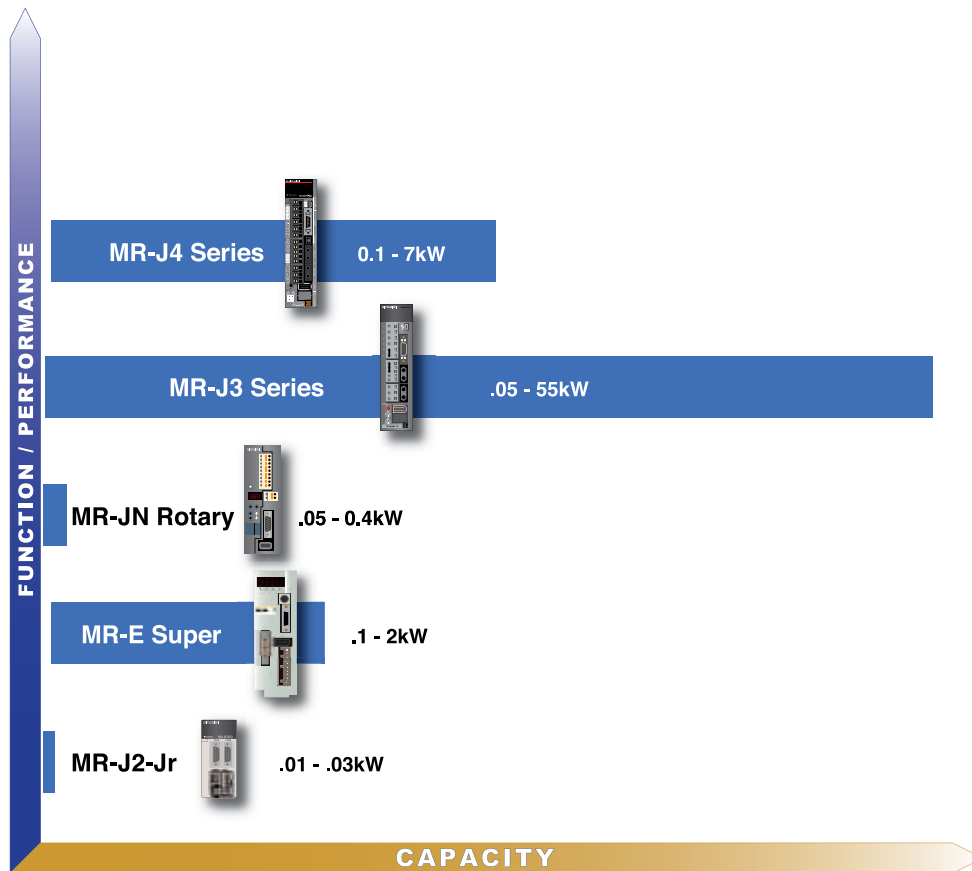 MR-J4 Series 0.1 - 7kW
MR-J3 Series .05 - 55kW
MR-JN Rotary .05 - 0.4kW
MR-E Super .1 - 2kW
MR-J2-Jr .01 - .03kW
FUNCTION / PERFORMANCE
CAPACITY